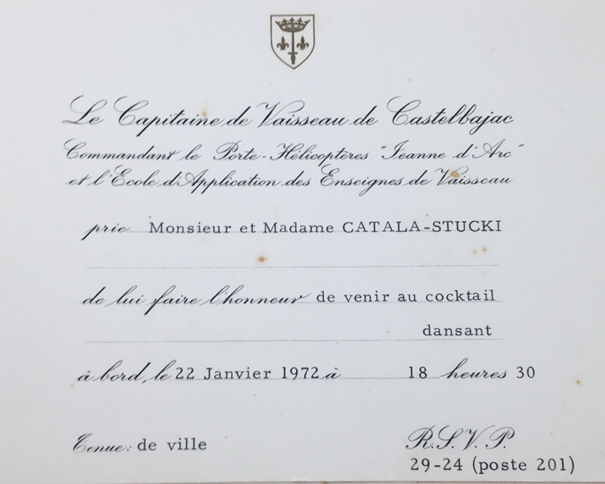 Le Capitaine de Vaisseau de Castelbajac
Commandant le Porte-Hélicoptères "Jeanne d'Arc"
et l'École d'Application des Enseignes de Vaisseau
prie Monsieur et Madame CATALA-STUCKI
de lui faire l'honneur de venir au cocktail
dansant
à bord, le 22 Janvier 1972 à 18 heures 30
Tenue: de ville
R.S.V.P.
29-24 (poste 201)